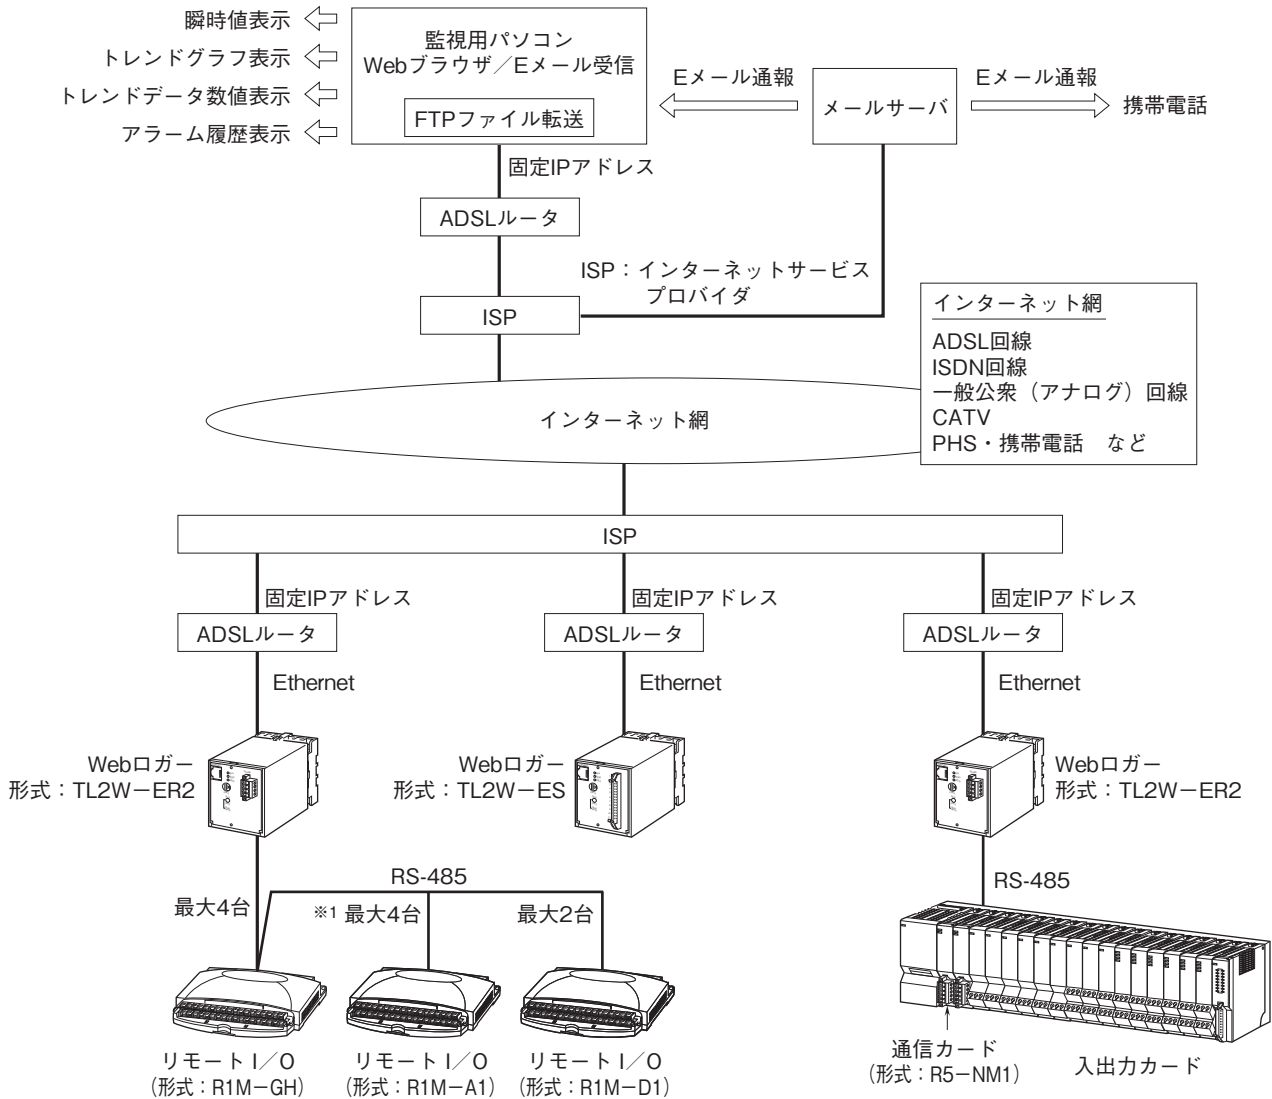 瞬時値表示
トレンドグラフ表示
トレンドデータ数値表示
アラーム履歴表示
監視用パソコン
Webブラウザ／Eメール受信
FTPファイル転送
Eメール通報
メールサーバ
Eメール通報
携帯電話
固定IPアドレス
ADSLルータ
ISP：インターネットサービス
プロバイダ
ISP
インターネット網
ADSL回線
ISDN回線
一般公衆（アナログ）回線
CATV
PHS・携帯電話　など
インターネット網
ISP
固定IPアドレス
固定IPアドレス
固定IPアドレス
ADSLルータ
ADSLルータ
ADSLルータ
Ethernet
Ethernet
Ethernet
Webロガー
形式：TL2W－ER2
Webロガー
形式：TL2W－ES
Webロガー
形式：TL2W－ER2
RS-485
RS-485
最大4台
※1 最大4台
最大2台
リモート I／O
（形式：R1M－GH）
リモート I／O
（形式：R1M－A1）
リモート I／O
（形式：R1M－D1）
通信カード
（形式：R5－NM1）
入出力カード